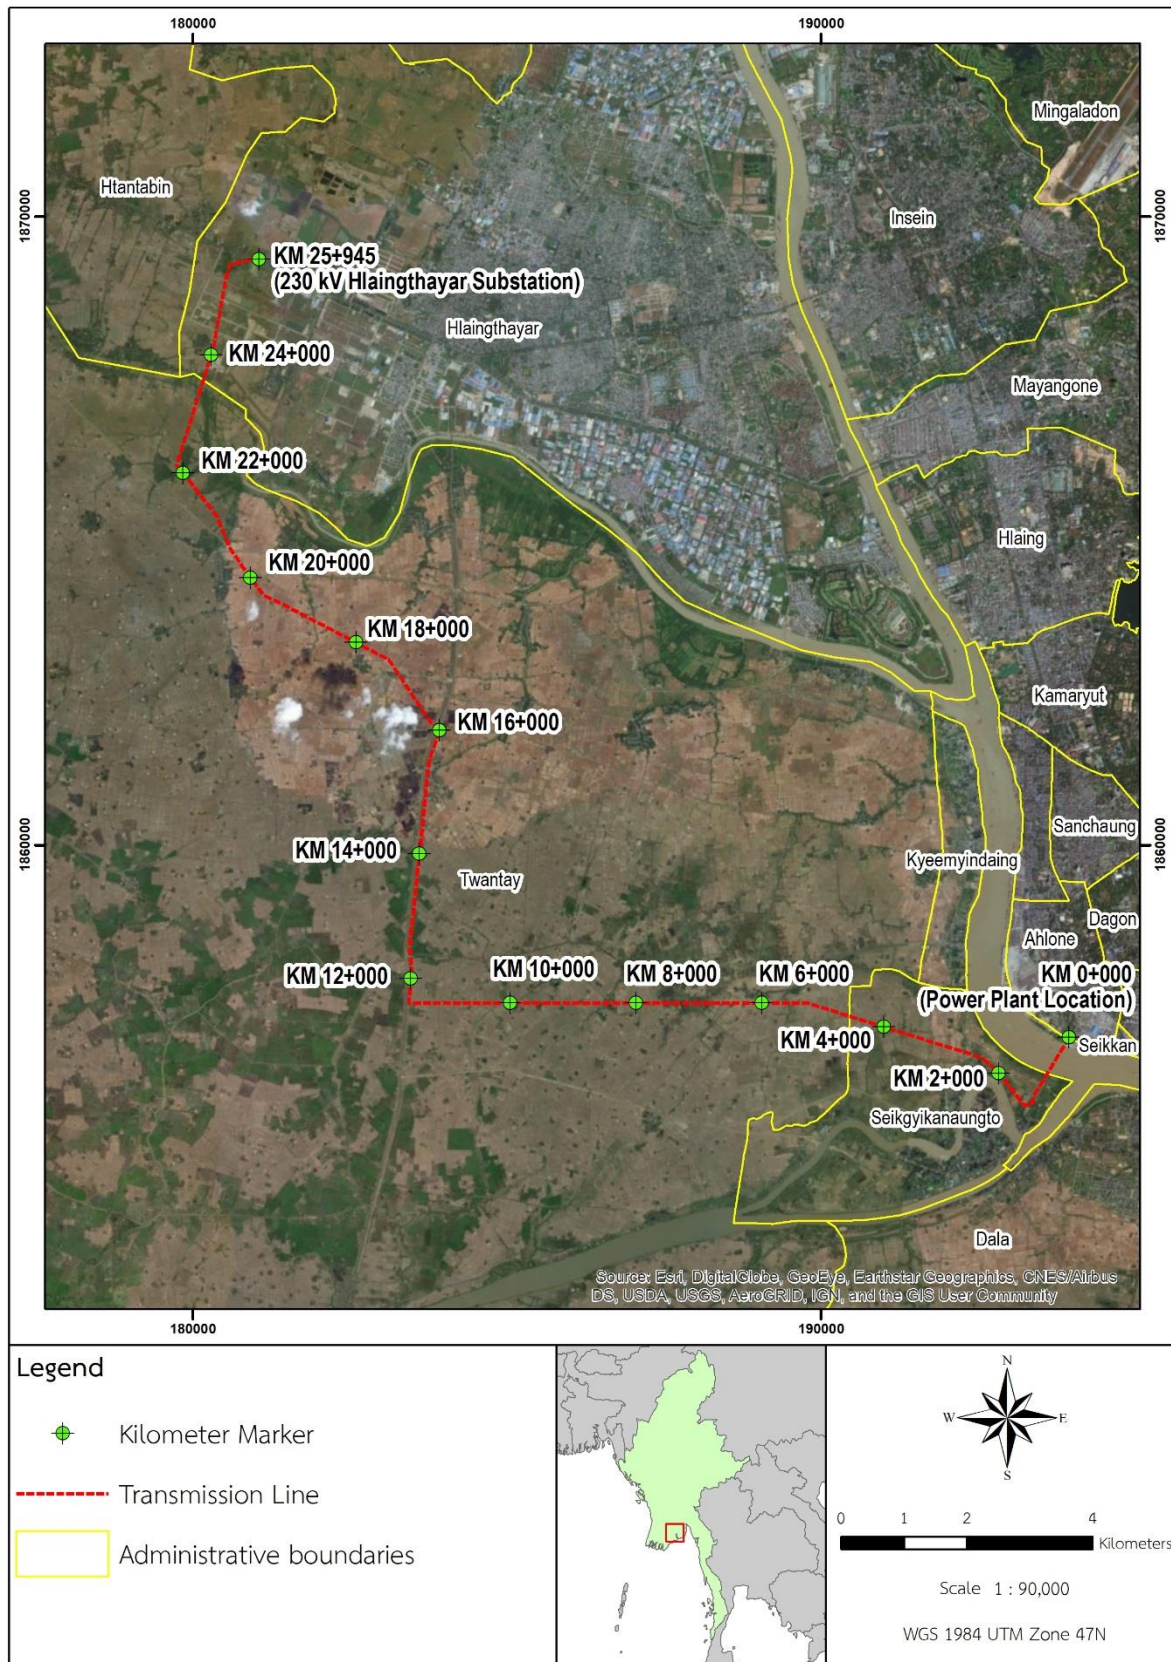 180000
190000
Mingaladon
Htantabin
1870000
1870000
Insein
KM 25+945
(230 kV Hlaingthayar Substation)
Hlaingthayar
KM 24+000
Mayangone
KM 22+000
Hlaing
KM 20+000
KM 18+000
Kamaryut
KM 16+000
Sanchaung
1860000
1860000
KM 14+000
Kyeemyindaing
Twantay
Dagon
Ahlone
KM 12+000
KM 10+000
KM 8+000
KM 6+000
KM 0+000
(Power Plant Location)
KM 4+000
Seikkan
KM 2+000
Seikgyikanaungto
Dala
Source: Esri, DigitalGlobe, GeoEye, Earthstar Geographics, CNES/Airbus
DS, USDA, USGS, AeroGRID, IGN, and the GIS User Community
180000
190000
Legend
Kilometer Marker
Transmission Line
Administrative boundaries
N
W
E
S
0 1 2 4
Kilometers
Scale 1 : 90,000
WGS 1984 UTM Zone 47N